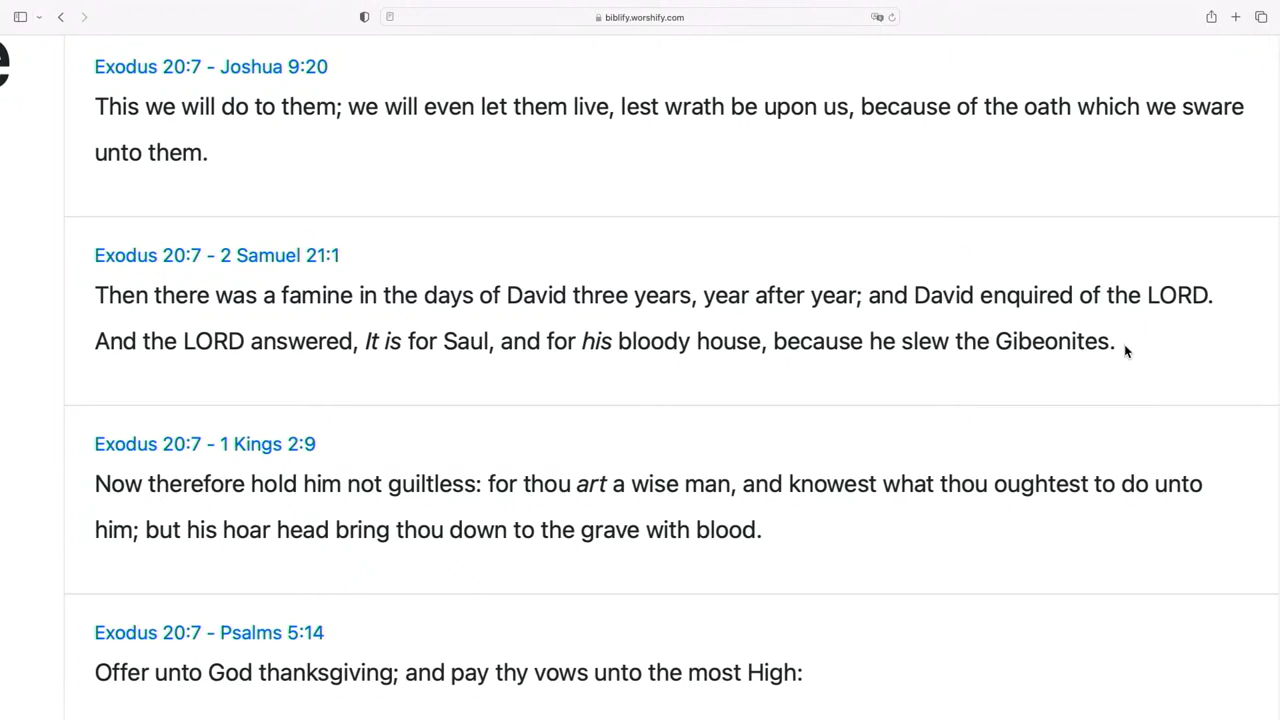 biblify.worshify.com
e
Exodus 20:7 - Joshua 9:20
This we will do to them; we will even let them live, lest wrath be upon us, because of the oath which we sware
unto them.
Exodus 20:7 - 2 Samuel 21:1
Then there was a famine in the days of David three years, year after year; and David enquired of the LORD.
And the LORD answered, It is for Saul, and for his bloody house, because he slew the Gibeonites.
Exodus 20:7 - 1 Kings 2:9
Now therefore hold him not guiltless: for thou art a wise man, and knowest what thou oughtest to do unto
him; but his hoar head bring thou down to the grave with blood.
Exodus 20:7 - Psalms 5:14
Offer unto God thanksgiving; and pay thy vows unto the most High: